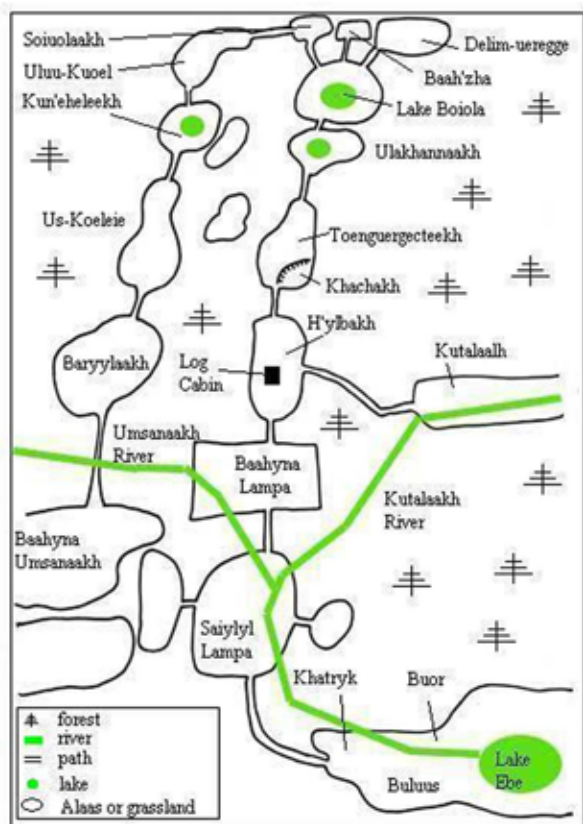 Soiuolaakh
Uluu-Kuoel
Kun'eheleekh
Delim-ueregge
Baah'zha
Lake Boiola
Ulakhannaakh
Us-Koeleie
Toenguergecteekh
Khachakh
H'ylbakh
Kutalaalh
Baryylaakh
Log
Cabin
Umsanaakh
River
Baahyna
Lampa
Kutalaakh
River
Baahyna
Umsanaakh
Saiylyl
Lampa
Khatryk
Buor
Lake
Ebe
Buluus
forest
river
path
lake
Alaas or grassland